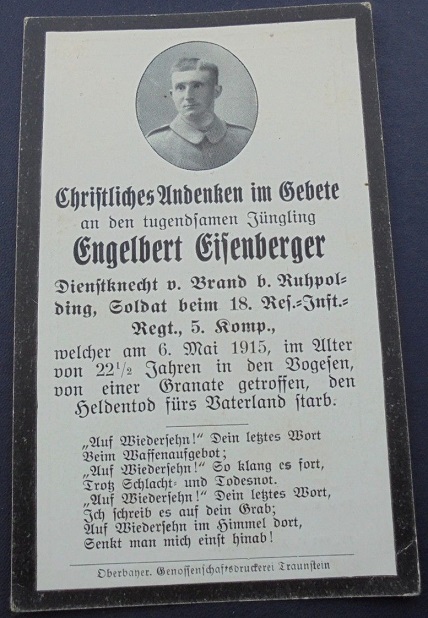 Christliches Andenken im Gebete
an den tugendsamen Jüngling
Engelbert Eisenberger
Dienstknecht v. Brand b. Ruhpol-
ding, Soldat beim 18. Res.-Inft.-
Regt., 5. Komp.,
welcher am 6. Mai 1915, im Alter
von 22 1/2 Jahren in den Vogesen,
von einer Granate getroffen, den
Heldentod fürs Vaterland starb.
„Auf Wiedersehn!" Dein letztes Wort
Beim Waffenaufgebot;
„Auf Wiedersehn!" So klang es fort,
Trotz Schlacht- und Todesnot.
„Auf Wiedersehn!" Dein letztes Wort,
Ich schreib es auf dein Grab;
Auf Wiedersehn im Himmel dort,
Senkt man mich einst hinab!
Oberbayer. Genossenschaftsdruckerei Traunstein